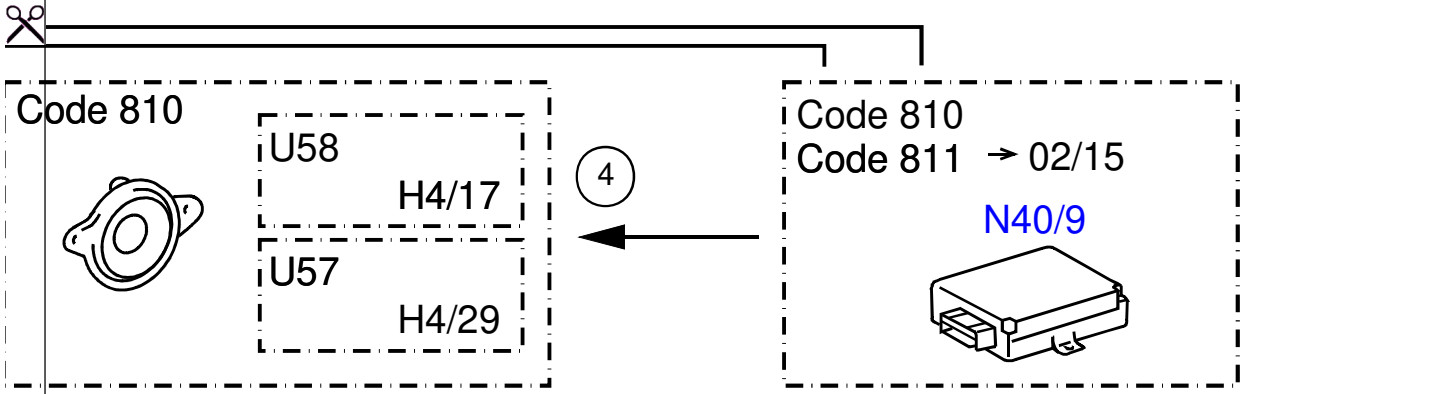 Code 810
U58
H4/17
U57
H4/29
4
Code 810
Code 811 → 02/15
N40/9